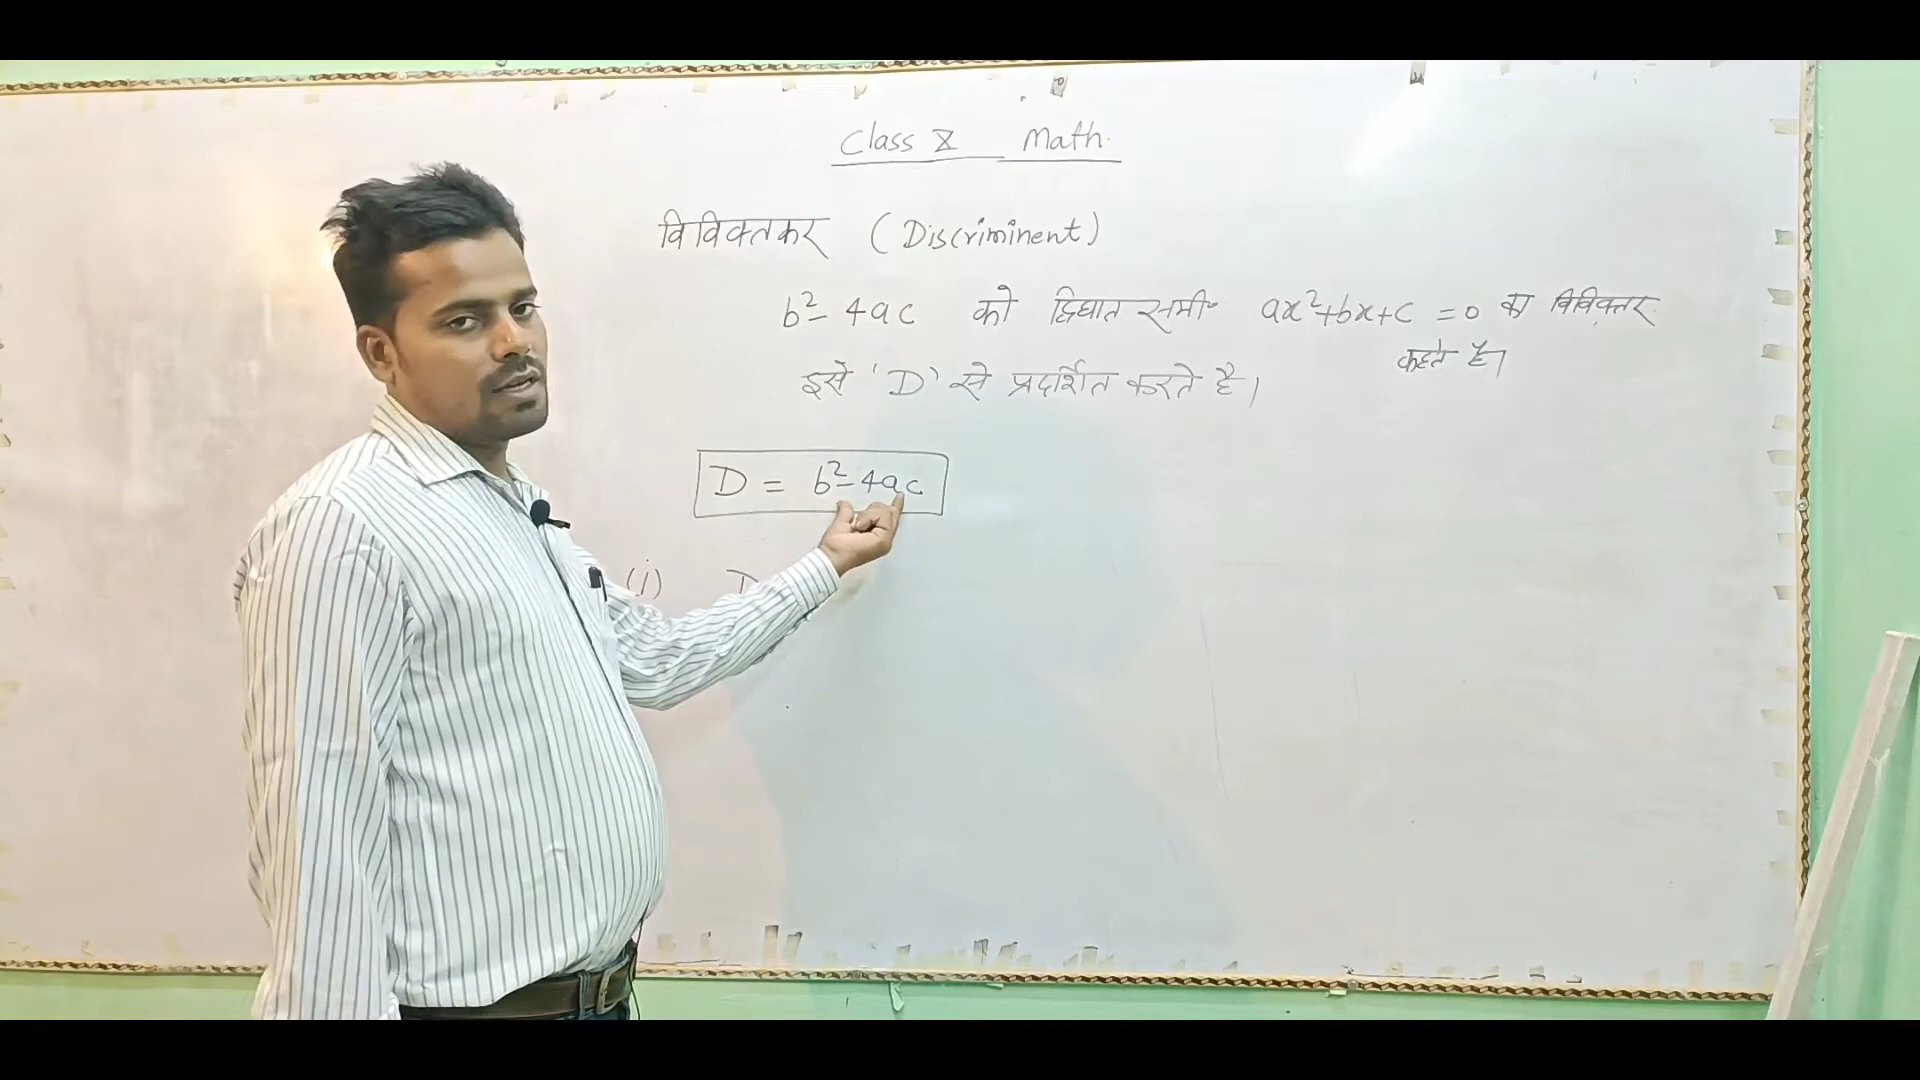 Class X Math.
विविक्तकर (Discriminent)
b²- 4ac को द्विघात समी॰ ax²+bx+c =0 का विविक्तर
कहते है।
इसे 'D' से प्रदर्शित करते है।
D = b²-4ac
(i) D